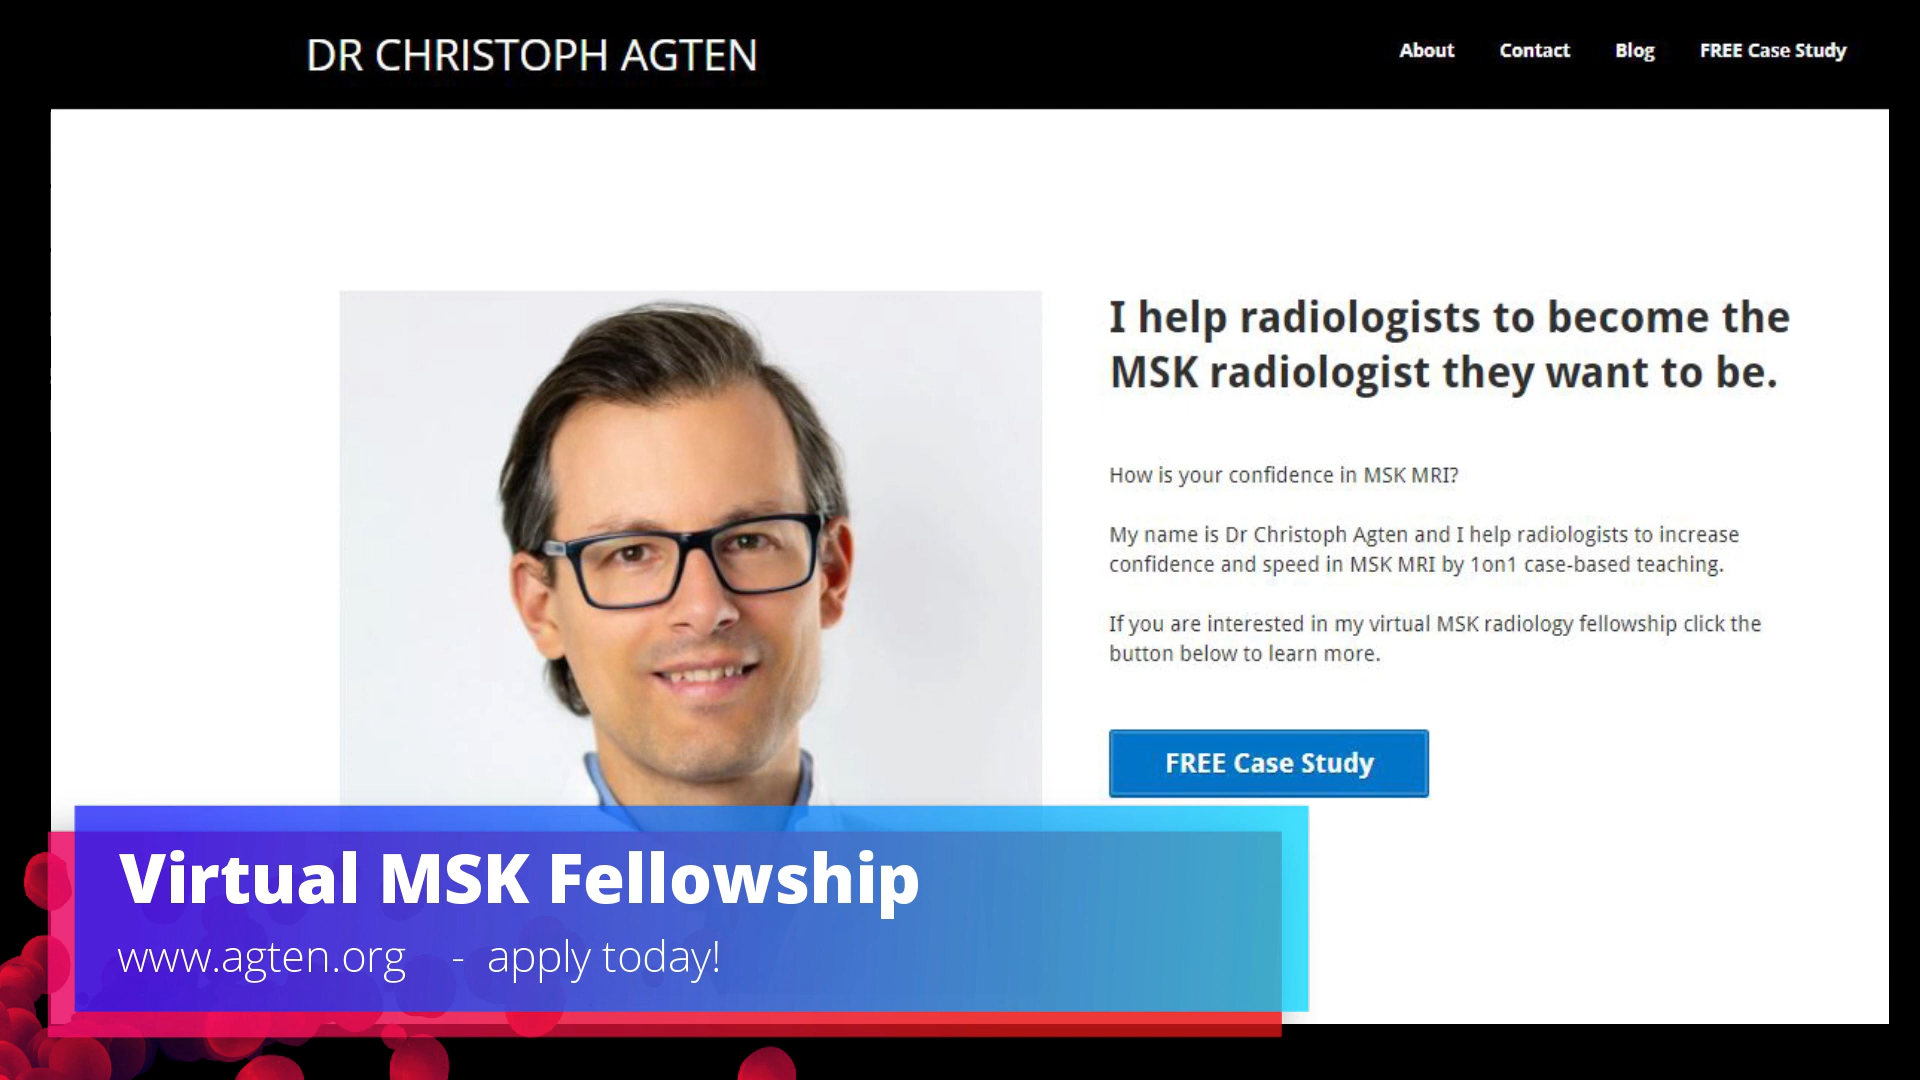 DR CHRISTOPH AGTEN
About Contact Blog FREE Case Study
I help radiologists to become the
MSK radiologist they want to be.
How is your confidence in MSK MRI?
My name is Dr Christoph Agten and I help radiologists to increase
confidence and speed in MSK MRI by 1on1 case-based teaching.
If you are interested in my virtual MSK radiology fellowship click the
button below to learn more.
FREE Case Study
Virtual MSK Fellowship
www.agten.org - apply today!